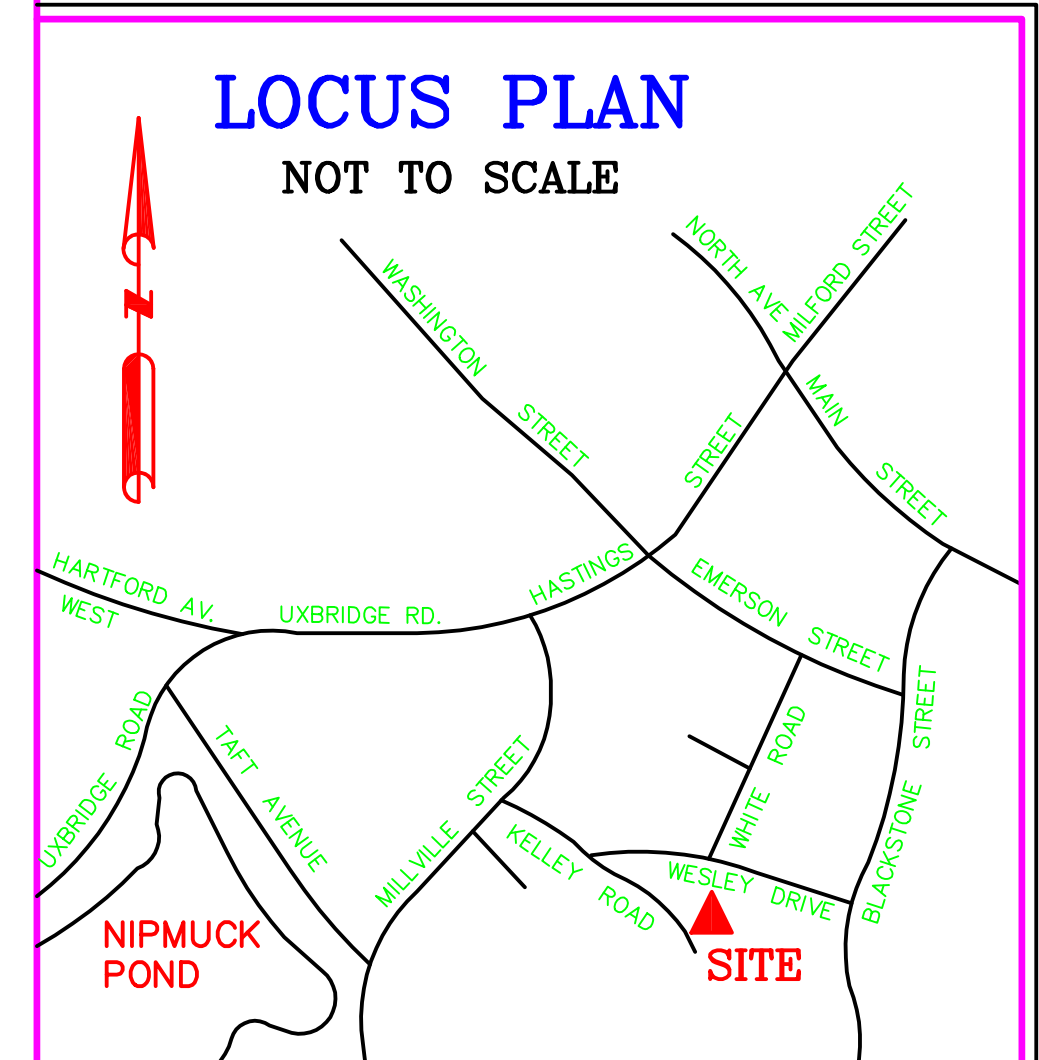 LOCUS PLAN
NOT TO SCALE
N
WASHINGTON STREET
NORTH AVE
MILFORD STREET
MAIN STREET
HASTINGS STREET
HARTFORD AV.
WEST
UXBRIDGE RD.
EMERSON STREET
UXBRIDGE ROAD
TAFT AVENUE
MILLVILLE STREET
KELLEY ROAD
WHITE ROAD
WESLEY DRIVE
BLACKSTONE STREET
NIPMUCK
POND
SITE